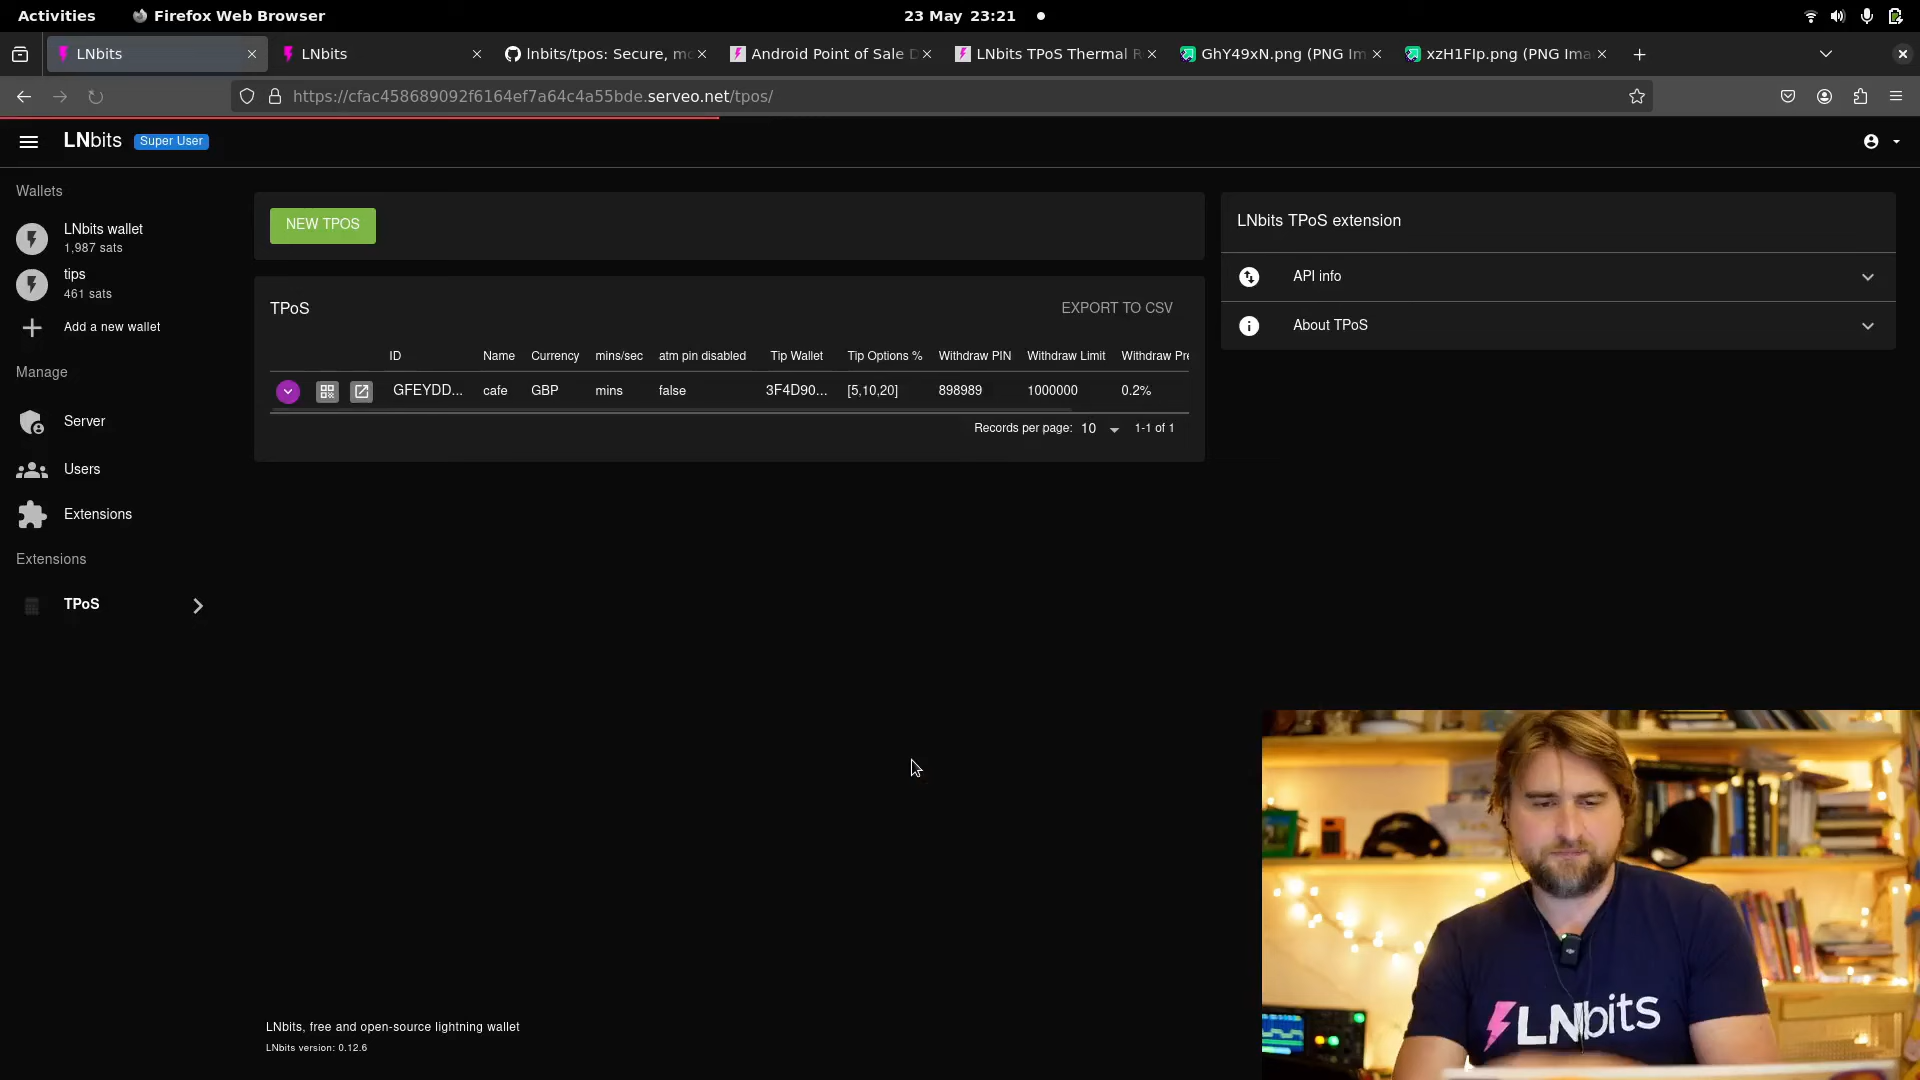 Activities
Firefox Web Browser
23 May 23:21
LNbits
LNbits
lnbits/tpos: Secure, mo
Android Point of Sale D
LNbits TPoS Thermal R
GhY49xN.png (PNG Im
xzH1FIp.png (PNG Ima
https://cfac458689092f6164ef7a64c4a55bde.serveo.net/tpos/
LNbits Super User
Wallets
LNbits wallet
1,987 sats
tips
461 sats
Add a new wallet
Manage
Server
Users
Extensions
Extensions
TPoS
NEW TPOS
TPoS
EXPORT TO CSV
ID Name Currency mins/sec atm pin disabled Tip Wallet Tip Options % Withdraw PIN Withdraw Limit Withdraw Pre
GFEYDD... cafe GBP mins false 3F4D90... [5,10,20] 898989 1000000 0.2%
Records per page: 10 1-1 of 1
LNbits TPoS extension
API info
About TPoS
LNbits, free and open-source lightning wallet
LNbits version: 0.12.6
LNbits